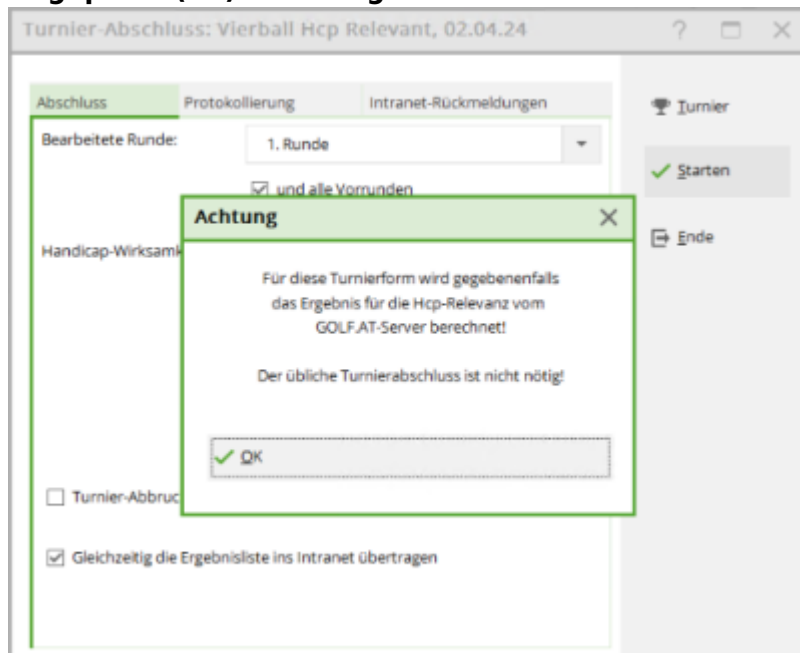 Turnier-Abschluss: Vierball Hcp Relevant, 02.04.24
Abschluss Protokollierung Intranet-Rückmeldungen
Turnier
Bearbeitete Runde: 1. Runde
Starten
und alle Vorrunden
Achtung
Ende
Für diese Turnierform wird gegebenenfalls
das Ergebnis für die Hcp-Relevanz vom
GOLF.AT-Server berechnet!
Der übliche Turnierabschluss ist nicht nötig!
OK
Turnier-Abbruc
Gleichzeitig die Ergebnisliste ins Intranet übertragen